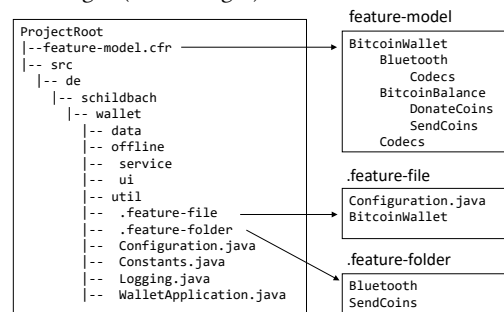 feature-model
ProjectRoot
|--feature-model.cfr
|-- src
|-- de
|-- schildbach
|-- wallet
|-- data
|-- offline
|-- service
|-- ui
|-- util
|-- .feature-file
|-- .feature-folder
|-- Configuration.java
|-- Constants.java
|-- Logging.java
|-- WalletApplication.java
BitcoinWallet
Bluetooth
Codecs
BitcoinBalance
DonateCoins
SendCoins
Codecs
.feature-file
Configuration.java
BitcoinWallet
.feature-folder
Bluetooth
SendCoins